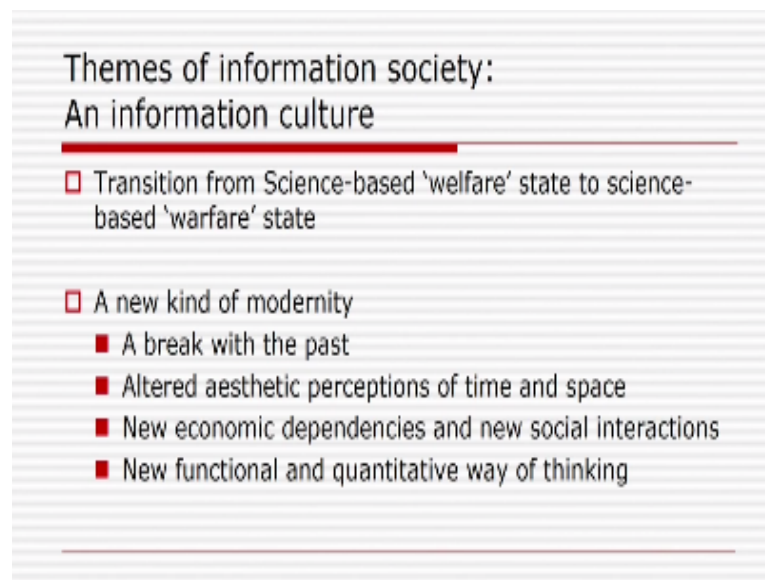 Themes of information society:
An information culture
Transition from Science-based ‘welfare’ state to science-
based ‘warfare’ state
A new kind of modernity
A break with the past
Altered aesthetic perceptions of time and space
New economic dependencies and new social interactions
New functional and quantitative way of thinking